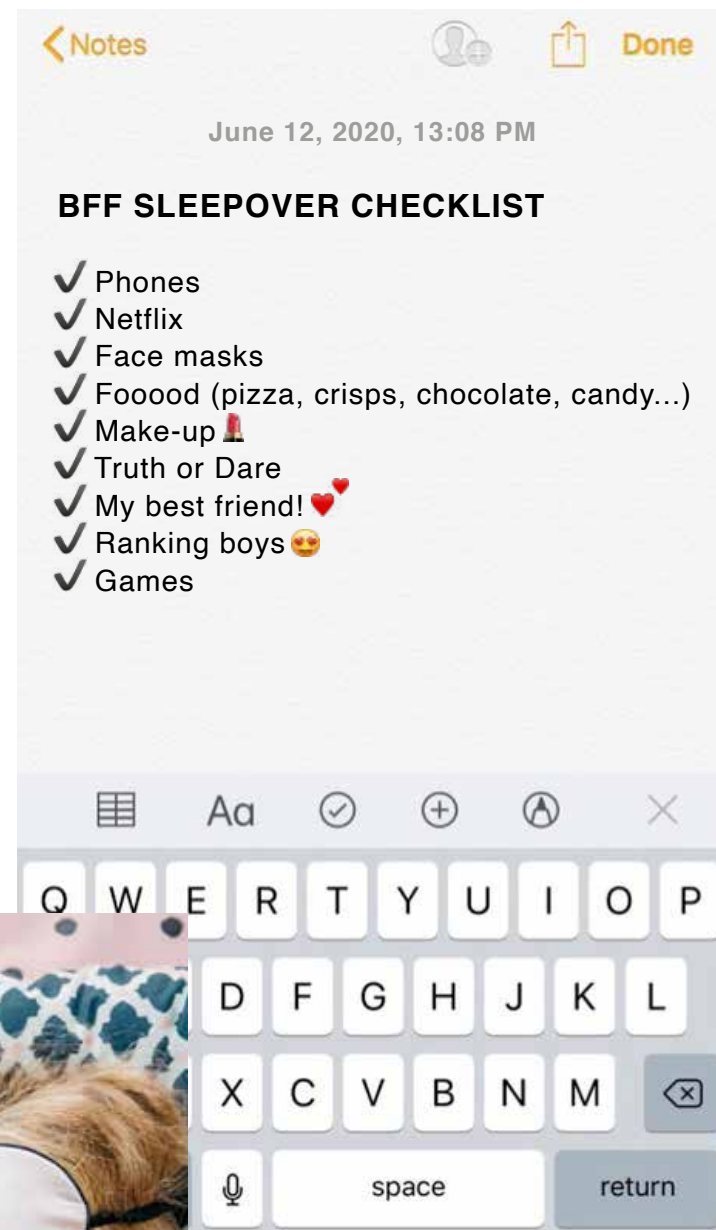 Notes
Done
June 12, 2020, 13:08 PM
BFF SLEEPOVER CHECKLIST
✔ Phones
✔ Netflix
✔ Face masks
✔ Fooood (pizza, crisps, chocolate, candy...)
✔ Make-up💄
✔ Truth or Dare
✔ My best friend!💕
✔ Ranking boys😍
✔ Games
Aa
Q W E R T Y U I O P
D F G H J K L
X C V B N M
space
return